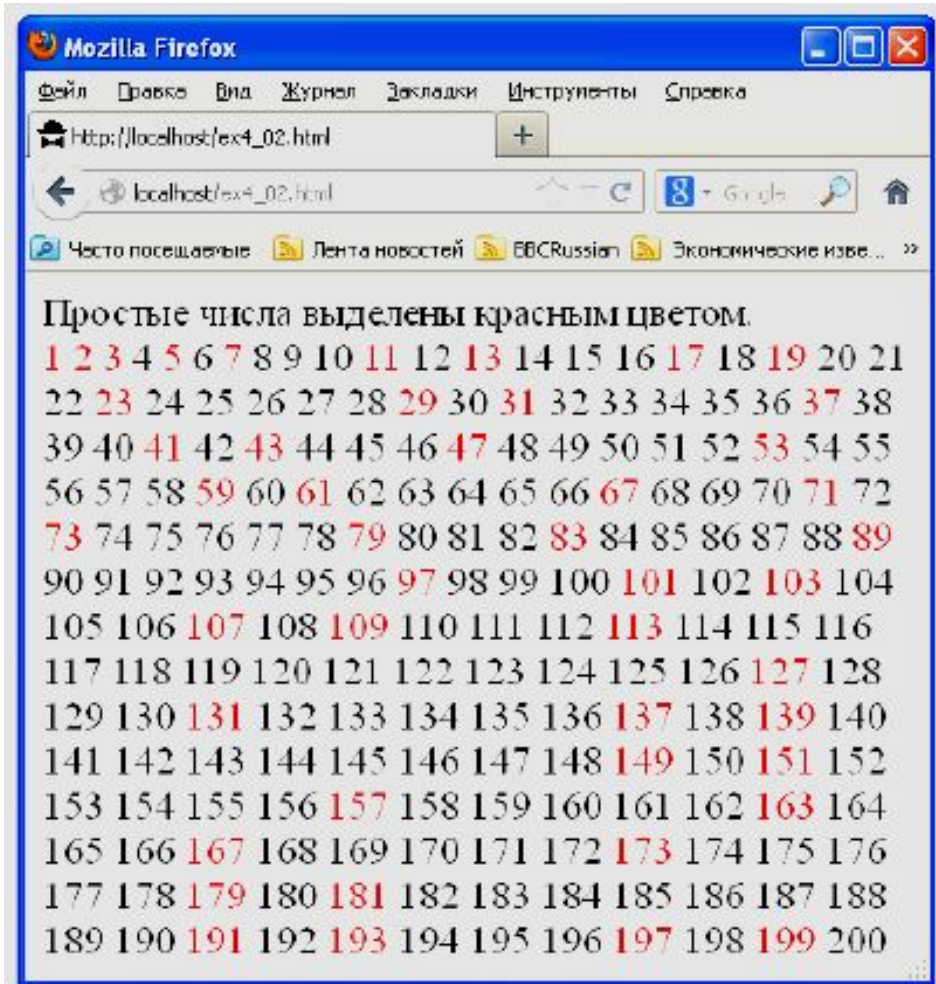 Mozilla Firefox
Файл Правка Вид Журнал Закладки Инструменты Справка
http://localhost/ex4_02.html
localhost/ex4_02.html Google
Часто посещаемые Лента новостей BBCRussian Экономические изве...
Простые числа выделены красным цветом.
1 2 3 4 5 6 7 8 9 10 11 12 13 14 15 16 17 18 19 20 21
22 23 24 25 26 27 28 29 30 31 32 33 34 35 36 37 38
39 40 41 42 43 44 45 46 47 48 49 50 51 52 53 54 55
56 57 58 59 60 61 62 63 64 65 66 67 68 69 70 71 72
73 74 75 76 77 78 79 80 81 82 83 84 85 86 87 88 89
90 91 92 93 94 95 96 97 98 99 100 101 102 103 104
105 106 107 108 109 110 111 112 113 114 115 116
117 118 119 120 121 122 123 124 125 126 127 128
129 130 131 132 133 134 135 136 137 138 139 140
141 142 143 144 145 146 147 148 149 150 151 152
153 154 155 156 157 158 159 160 161 162 163 164
165 166 167 168 169 170 171 172 173 174 175 176
177 178 179 180 181 182 183 184 185 186 187 188
189 190 191 192 193 194 195 196 197 198 199 200